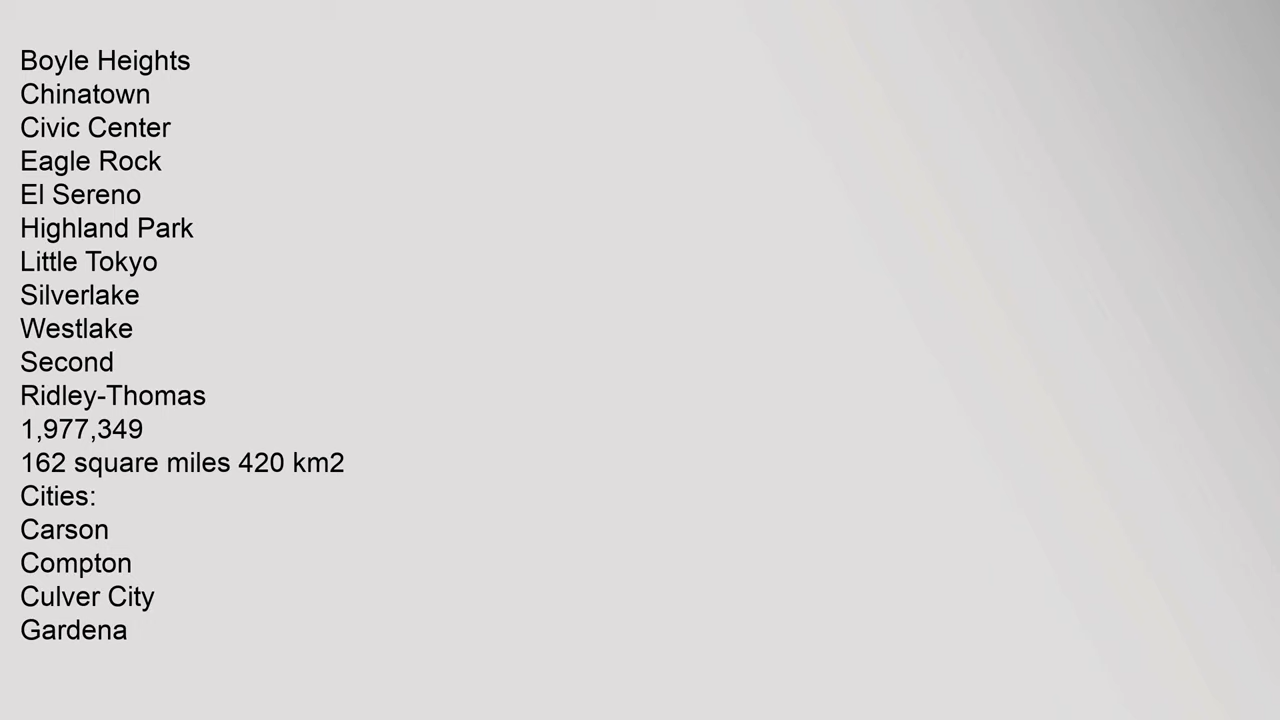 Boyle Heights
Chinatown
Civic Center
Eagle Rock
El Sereno
Highland Park
Little Tokyo
Silverlake
Westlake
Second
Ridley-Thomas
1,977,349
162 square miles 420 km2
Cities:
Carson
Compton
Culver City
Gardena